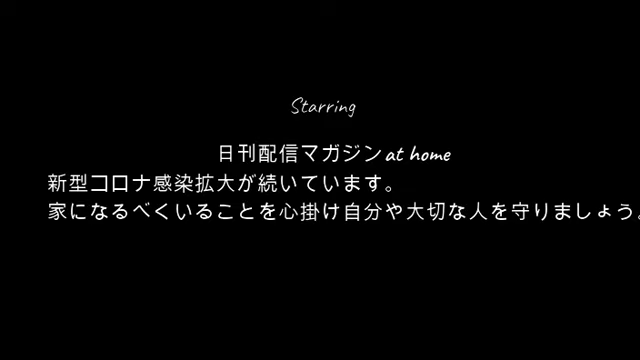 Starring
日刊配信マガジンat home
新型コロナ感染拡大が続いています。
家になるべくいることを心掛け自分や大切な人を守りましょう。